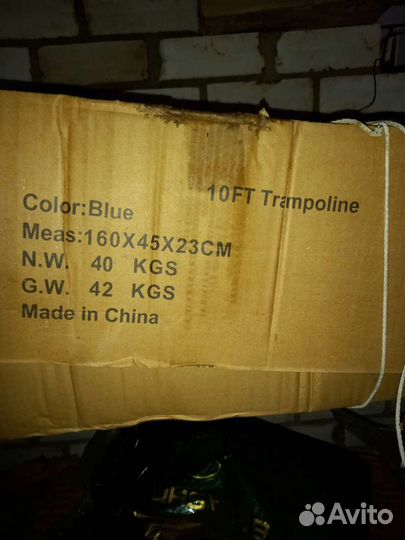 10FT Trampoline
Color:Blue
Meas:160X45X23CM
N.W. 40 KGS
G.W. 42 KGS
Made in China
Avito